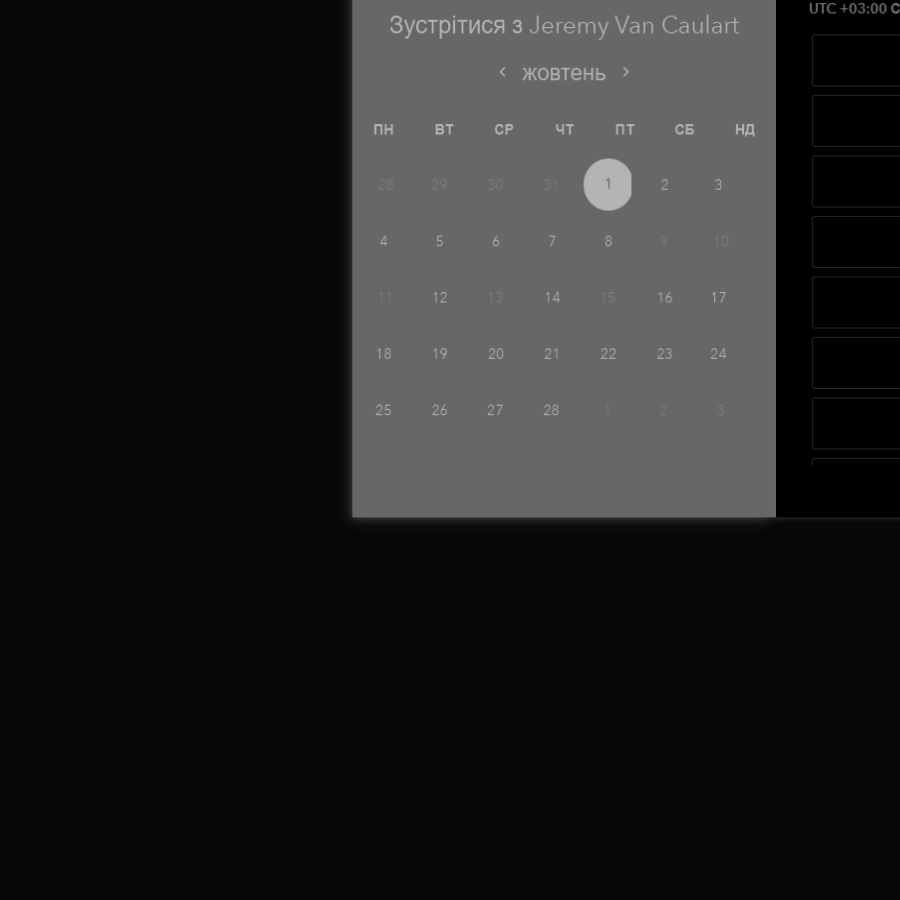 Зустрітися з Jeremy Van Caulart
‹ жовтень ›
ПН ВТ СР ЧТ ПТ СБ НД
28 29 30 31 1 2 3
4 5 6 7 8 9 10
11 12 13 14 15 16 17
18 19 20 21 22 23 24
25 26 27 28 1 2 3
UTC +03:00